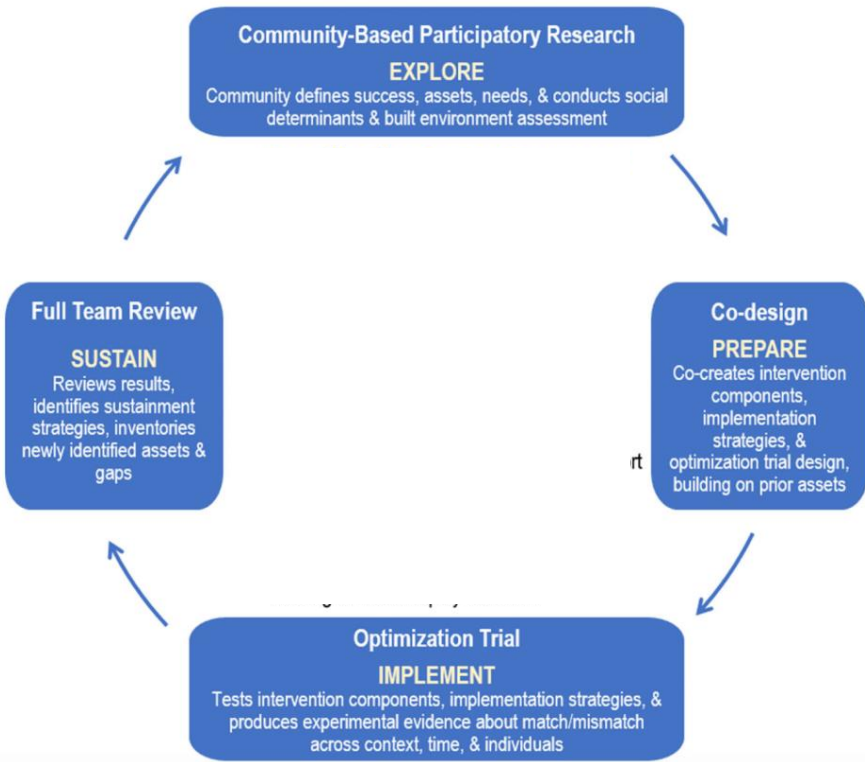 Community-Based Participatory Research
EXPLORE
Community defines success, assets, needs, & conducts social
determinants & built environment assessment
Full Team Review
SUSTAIN
Reviews results,
identifies sustainment
strategies, inventories
newly identified assets &
gaps
Co-design
PREPARE
Co-creates intervention
components,
implementation
strategies, &
optimization trial design,
building on prior assets
Optimization Trial
IMPLEMENT
Tests intervention components, implementation strategies, &
produces experimental evidence about match/mismatch
across context, time, & individuals